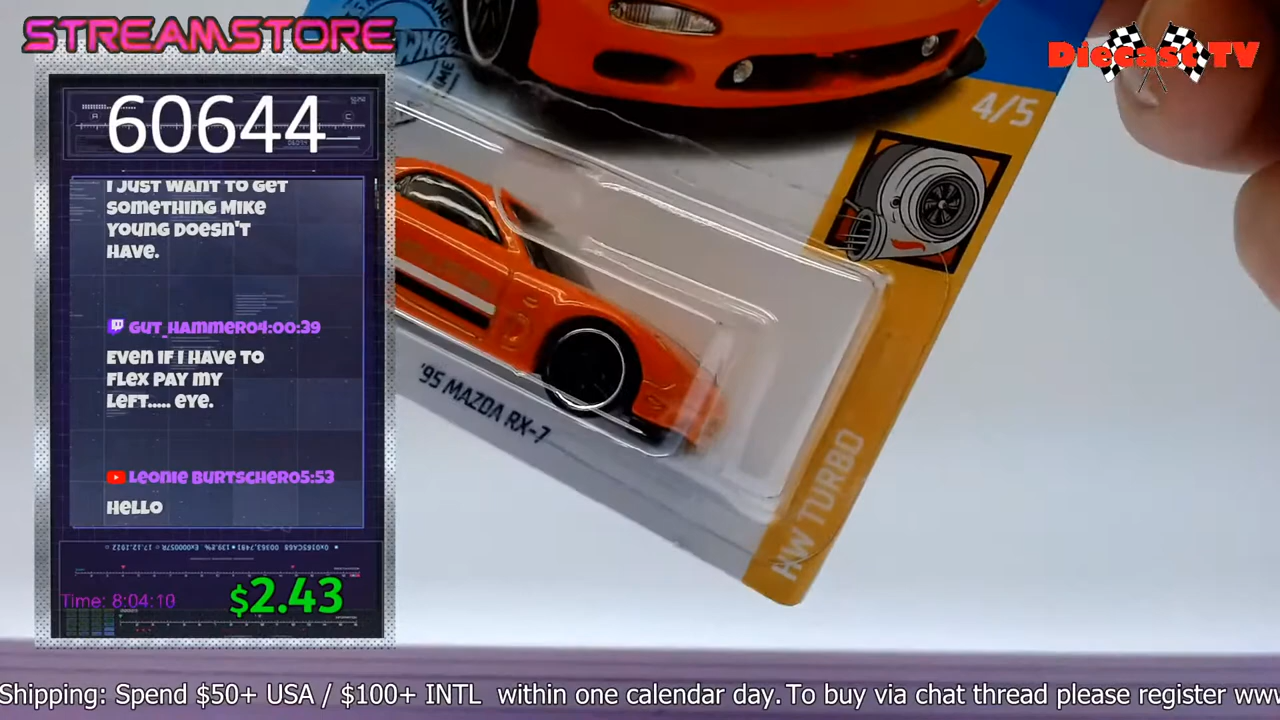 STREAMSTORE
60644
I just want to get
something Mike
Young doesn't
have.
Gut_Hammer04:00:39
Even if I have to
flex pay my
left..... eye.
Leonie Burtscher05:53
Hello
Time: 8:04:10
$2.43
Diecast TV
4/5
'95 MAZDA RX-7
HW TURBO
Shipping: Spend $50+ USA / $100+ INTL within one calendar day. To buy via chat thread please register www